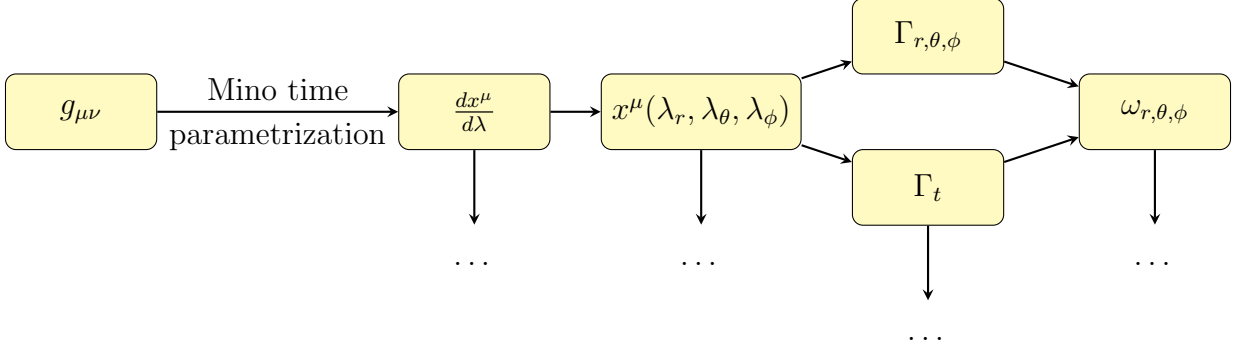 Γ_{r,θ,φ}
g_{μν}
Mino time
parametrization
dx^μ/dλ
x^μ(λ_r, λ_θ, λ_ϕ)
ω_{r,θ,ϕ}
Γ_t
...
...
...
...